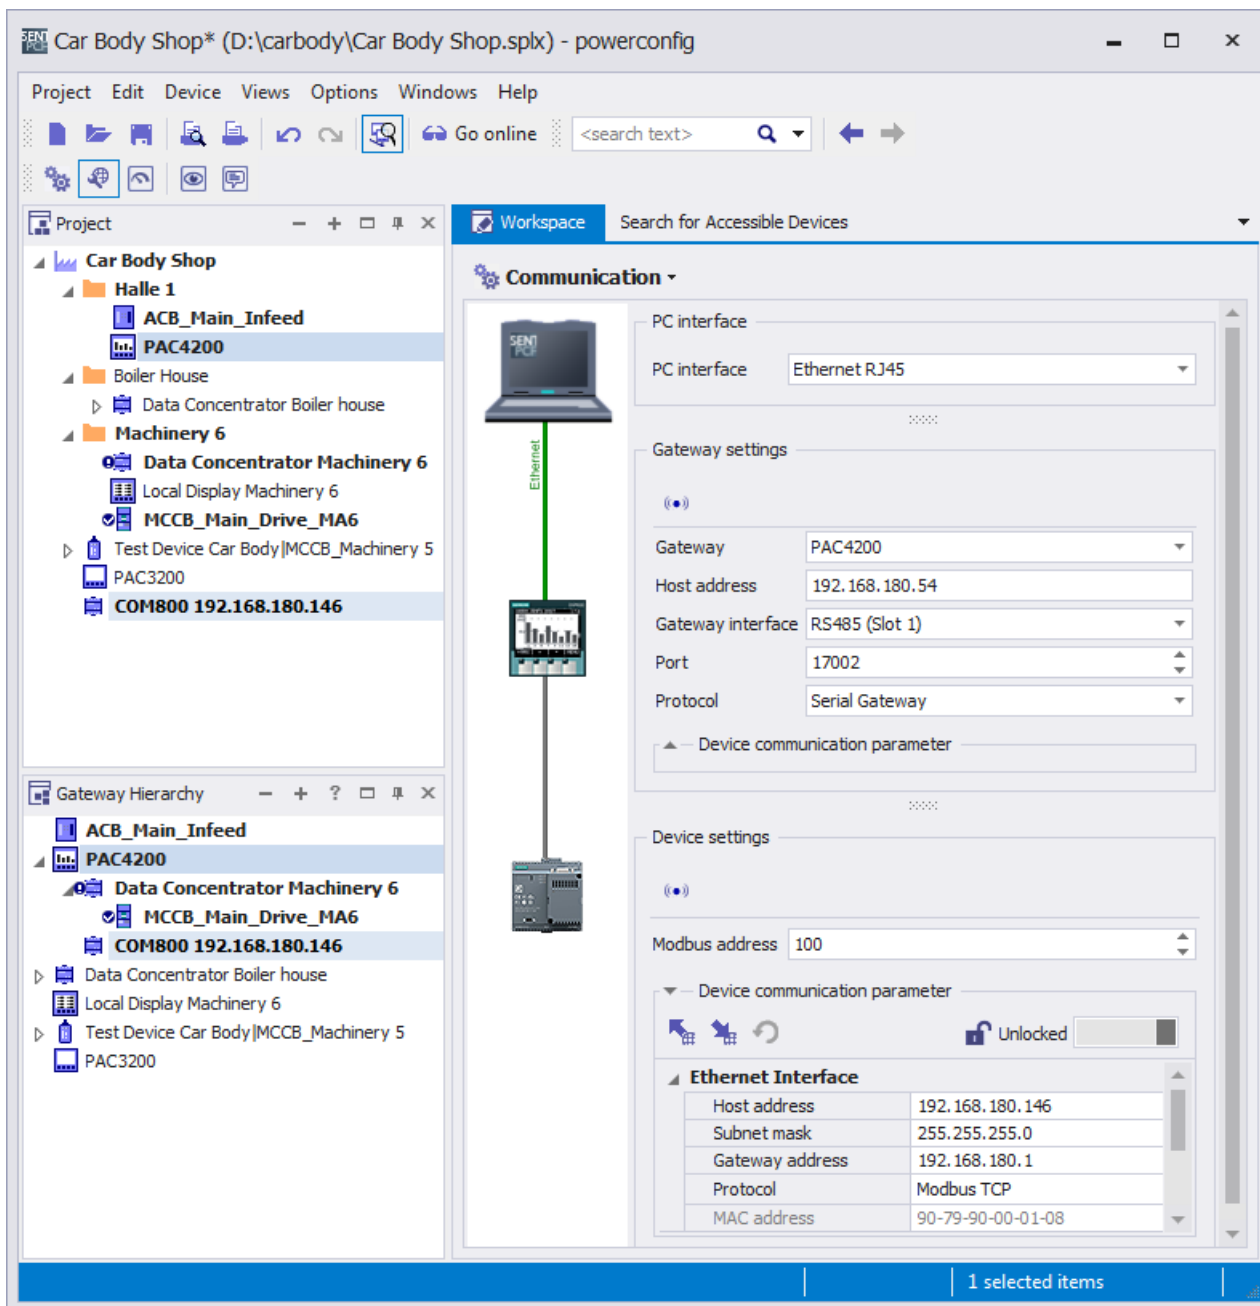 SENT PCF Car Body Shop* (D:\carbody\Car Body Shop.splx) - powerconfig
Project Edit Device Views Options Windows Help
Go online <search text>
Project
Car Body Shop
Halle 1
ACB_Main_Infeed
PAC4200
Boiler House
Data Concentrator Boiler house
Machinery 6
Data Concentrator Machinery 6
Local Display Machinery 6
MCCB_Main_Drive_MA6
Test Device Car Body|MCCB_Machinery 5
PAC3200
COM800 192.168.180.146
Gateway Hierarchy
ACB_Main_Infeed
PAC4200
Data Concentrator Machinery 6
MCCB_Main_Drive_MA6
COM800 192.168.180.146
Data Concentrator Boiler house
Local Display Machinery 6
Test Device Car Body|MCCB_Machinery 5
PAC3200
Workspace Search for Accessible Devices
Communication
SENT
PCF
Ethernet
PC interface
PC interface Ethernet RJ45
Gateway settings
Gateway PAC4200
Host address 192.168.180.54
Gateway interface RS485 (Slot 1)
Port 17002
Protocol Serial Gateway
Device communication parameter
Device settings
Modbus address 100
Device communication parameter
Unlocked
Ethernet Interface
Host address 192.168.180.146
Subnet mask 255.255.255.0
Gateway address 192.168.180.1
Protocol Modbus TCP
MAC address 90-79-90-00-01-08
1 selected items